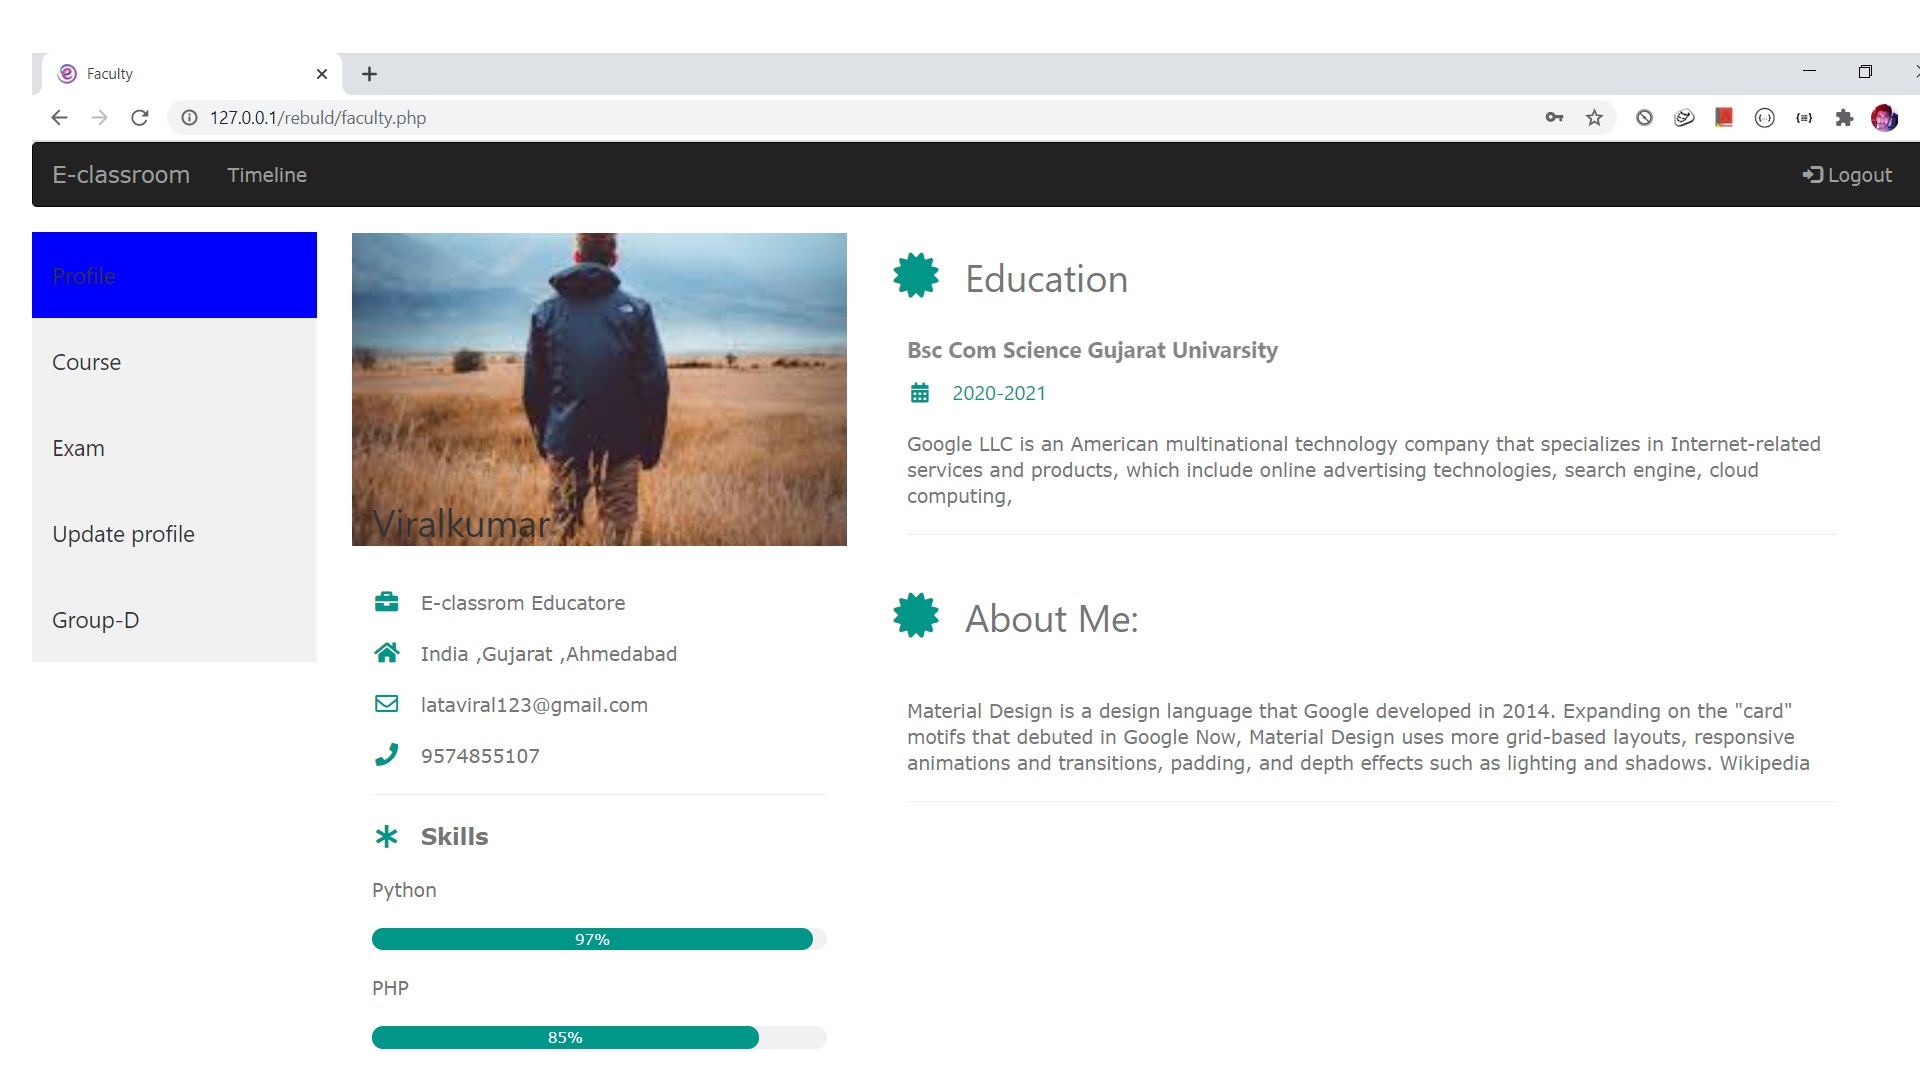 Faculty
127.0.0.1/rebuld/faculty.php
E-classroom Timeline Logout
Profile
Course
Exam
Update profile
Group-D
Viralkumar
E-classrom Educatore
India ,Gujarat ,Ahmedabad
lataviral123@gmail.com
9574855107
Skills
Python
97%
PHP
85%
Education
Bsc Com Science Gujarat Univarsity
2020-2021
Google LLC is an American multinational technology company that specializes in Internet-related
services and products, which include online advertising technologies, search engine, cloud
computing,
About Me:
Material Design is a design language that Google developed in 2014. Expanding on the "card"
motifs that debuted in Google Now, Material Design uses more grid-based layouts, responsive
animations and transitions, padding, and depth effects such as lighting and shadows. Wikipedia